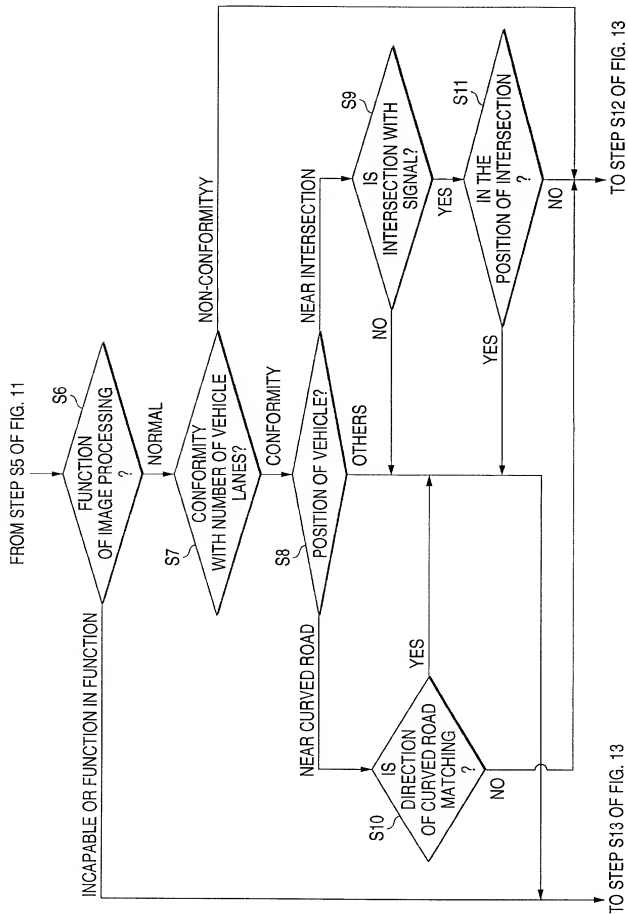 FROM STEP S5 OF FIG. 11
S6
FUNCTION
OF IMAGE PROCESSING
?
INCAPABLE OR FUNCTION IN FUNCTION
NORMAL
S7
CONFORMITY
WITH NUMBER OF VEHICLE
LANES?
NON-CONFORMITYY
CONFORMITY
S8
POSITION OF VEHICLE?
NEAR CURVED ROAD
NEAR INTERSECTION
OTHERS
S9
IS
INTERSECTION WITH
SIGNAL?
NO
YES
S10
IS
DIRECTION
OF CURVED ROAD
MATCHING
?
YES
NO
S11
IN THE
POSITION OF INTERSECTION
?
YES
NO
TO STEP S13 OF FIG. 13
TO STEP S12 OF FIG. 13